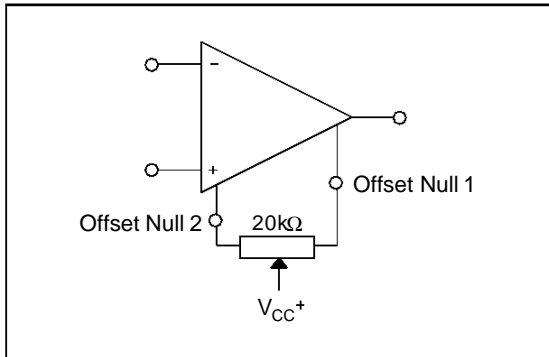 −
+
Offset Null 1
Offset Null 2
20kΩ
VCC+